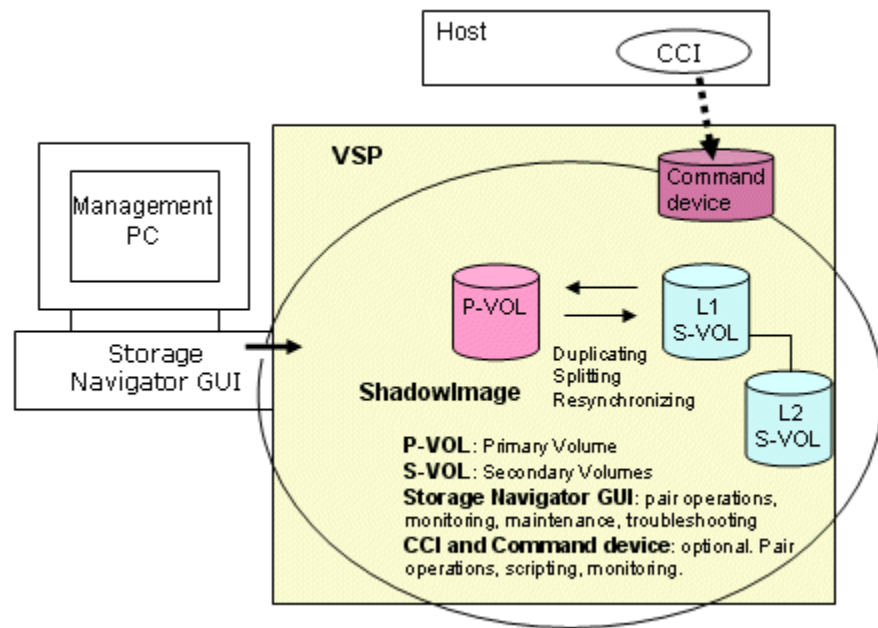 Host
CCI
VSP
Command
device
Management
PC
P-VOL
L1
S-VOL
Storage
Navigator GUI
Duplicating
Splitting
Resynchronizing
ShadowImage
L2
S-VOL
P-VOL: Primary Volume
S-VOL: Secondary Volumes
Storage Navigator GUI: pair operations,
monitoring, maintenance, troubleshooting
CCI and Command device: optional. Pair
operations, scripting, monitoring.